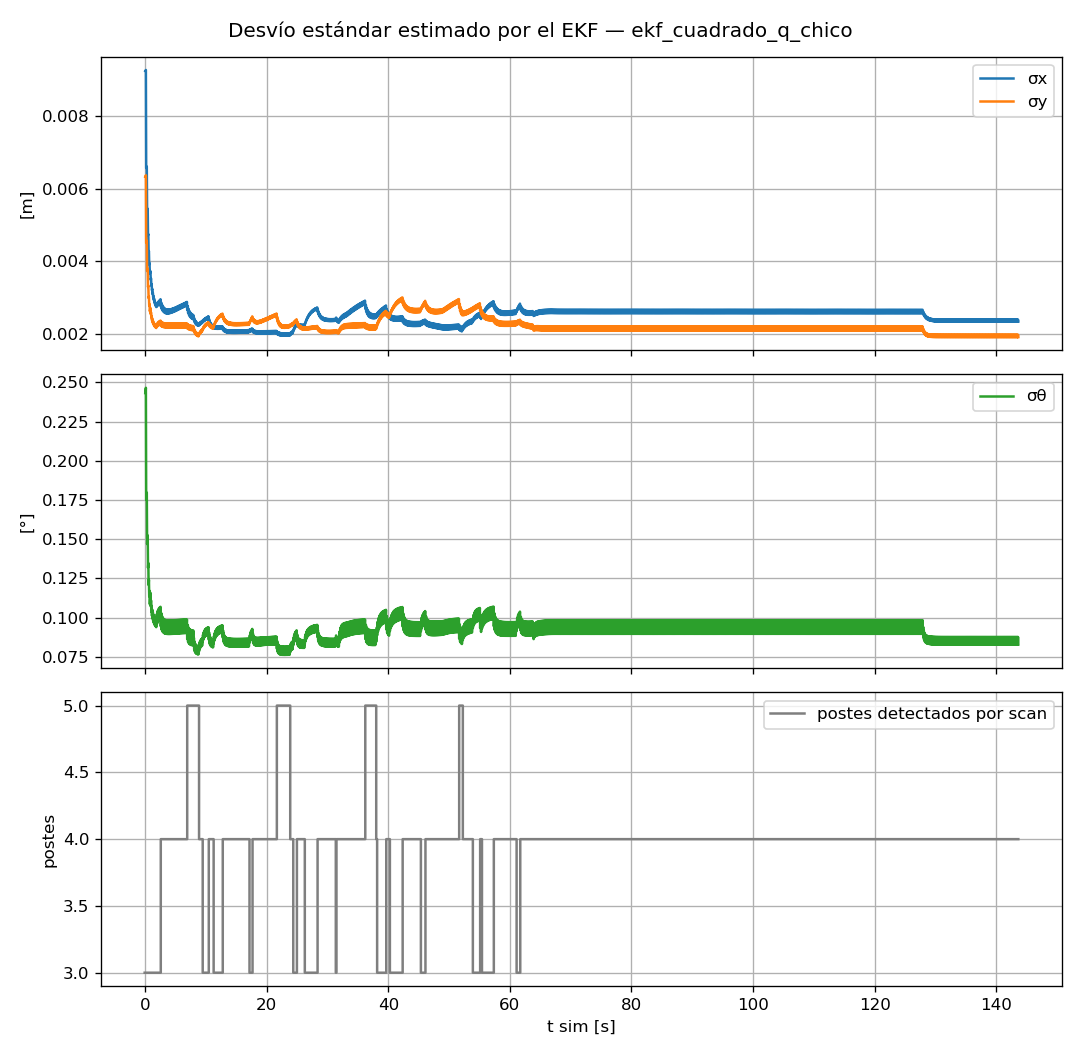 Desvío estándar estimado por el EKF — ekf_cuadrado_q_chico
σx
σy
0.008
0.006
0.004
0.002
[m]
σθ
0.250
0.225
0.200
0.175
0.150
0.125
0.100
0.075
[°]
postes detectados por scan
5.0
4.5
4.0
3.5
3.0
postes
0 20 40 60 80 100 120 140
t sim [s]